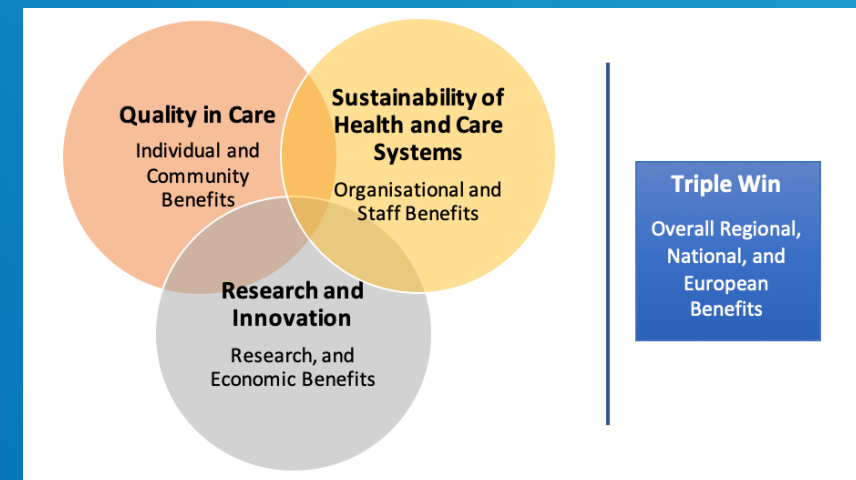 Quality in Care
Individual and
Community
Benefits
Sustainability of
Health and Care
Systems
Organisational and
Staff Benefits
Research and
Innovation
Research, and
Economic Benefits
Triple Win
Overall Regional,
National, and
European
Benefits